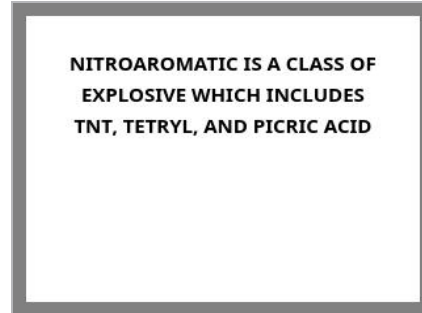 NITROAROMATIC IS A CLASS OF
EXPLOSIVE WHICH INCLUDES
TNT, TETRYL, AND PICRIC ACID